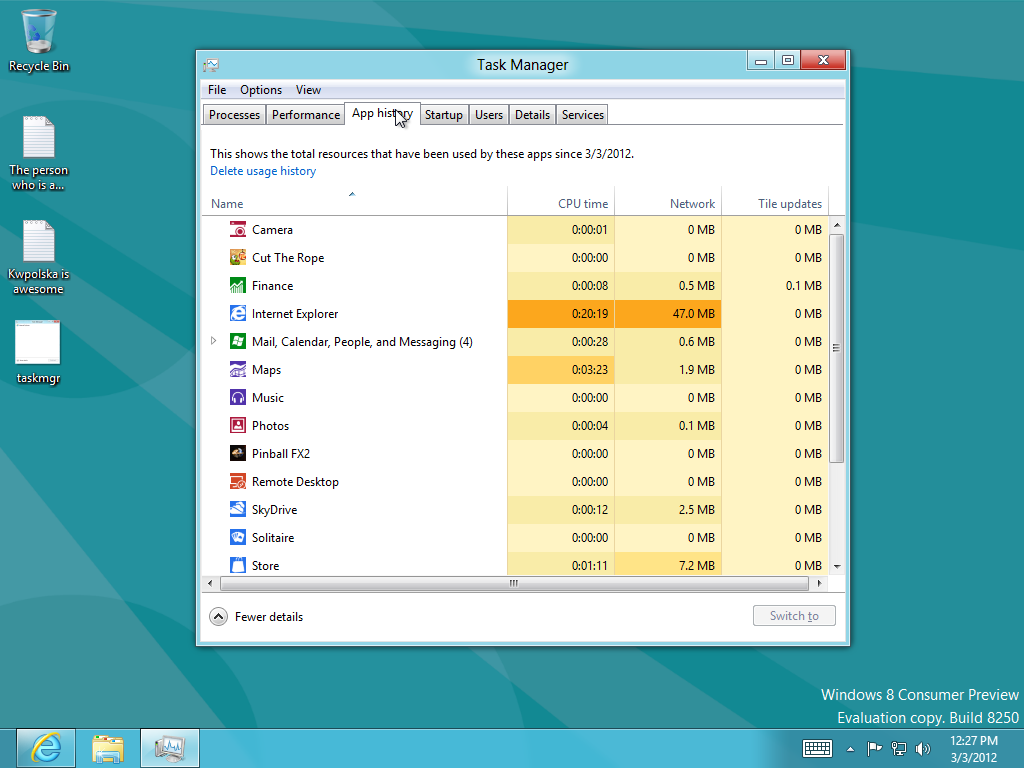 Recycle Bin
The person
who is a...
Kwpolska is
awesome
taskmgr
Task Manager
File Options View
Processes Performance App history Startup Users Details Services
This shows the total resources that have been used by these apps since 3/3/2012.
Delete usage history
Name CPU time Network Tile updates
Camera 0:00:01 0 MB 0 MB
Cut The Rope 0:00:00 0 MB 0 MB
Finance 0:00:08 0.5 MB 0.1 MB
Internet Explorer 0:20:19 47.0 MB 0 MB
Mail, Calendar, People, and Messaging (4) 0:00:28 0.6 MB 0 MB
Maps 0:03:23 1.9 MB 0 MB
Music 0:00:00 0 MB 0 MB
Photos 0:00:04 0.1 MB 0 MB
Pinball FX2 0:00:00 0 MB 0 MB
Remote Desktop 0:00:00 0 MB 0 MB
SkyDrive 0:00:12 2.5 MB 0 MB
Solitaire 0:00:00 0 MB 0 MB
Store 0:01:11 7.2 MB 0 MB
Fewer details Switch to
Windows 8 Consumer Preview
Evaluation copy. Build 8250
12:27 PM
3/3/2012